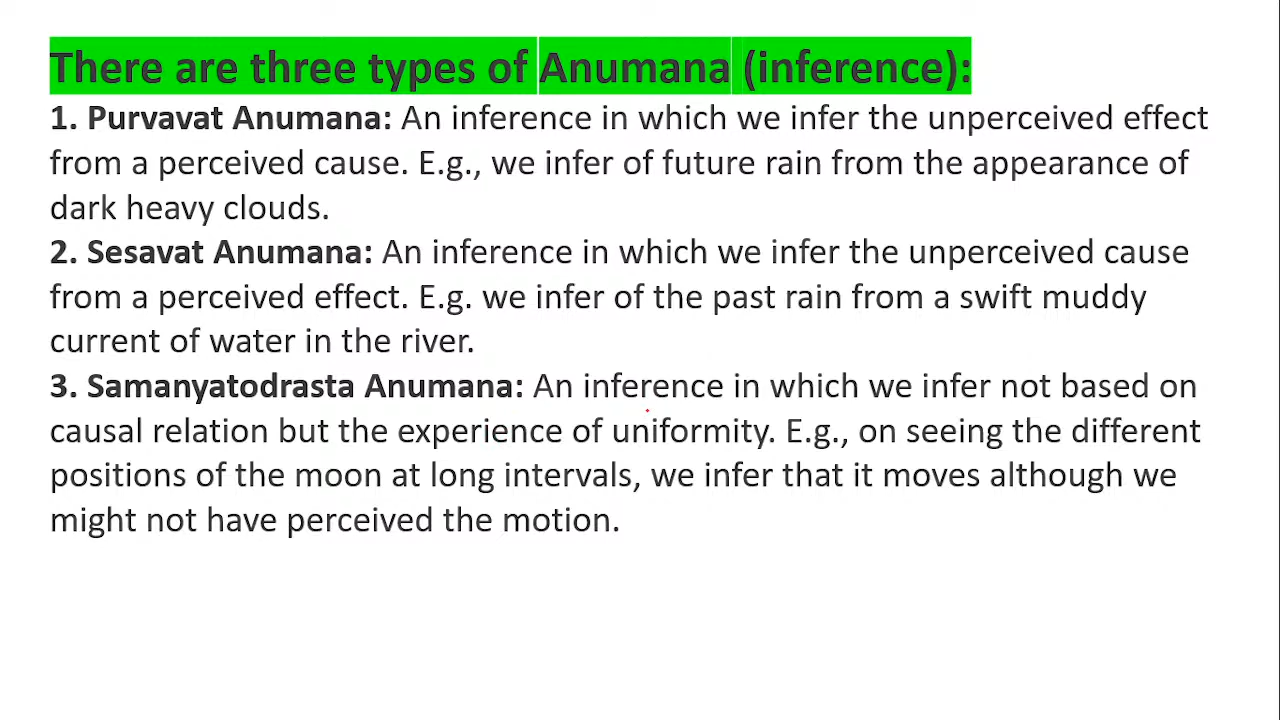 There are three types of Anumana (inference):
1. Purvavat Anumana: An inference in which we infer the unperceived effect
from a perceived cause. E.g., we infer of future rain from the appearance of
dark heavy clouds.
2. Sesavat Anumana: An inference in which we infer the unperceived cause
from a perceived effect. E.g. we infer of the past rain from a swift muddy
current of water in the river.
3. Samanyatodrasta Anumana: An inference in which we infer not based on
causal relation but the experience of uniformity. E.g., on seeing the different
positions of the moon at long intervals, we infer that it moves although we
might not have perceived the motion.